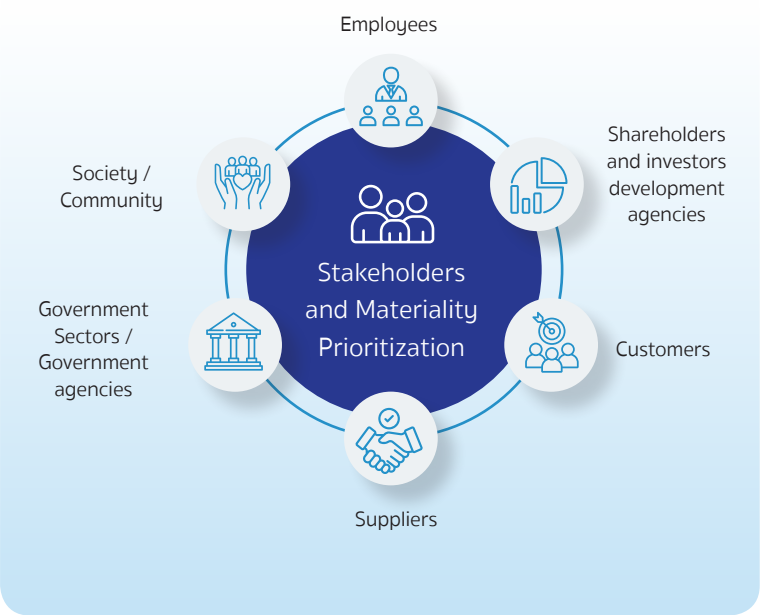 Employees
Shareholders
and investors
development
agencies
Society /
Community
Stakeholders
and Materiality
Prioritization
Government
Sectors /
Government
agencies
Customers
Suppliers